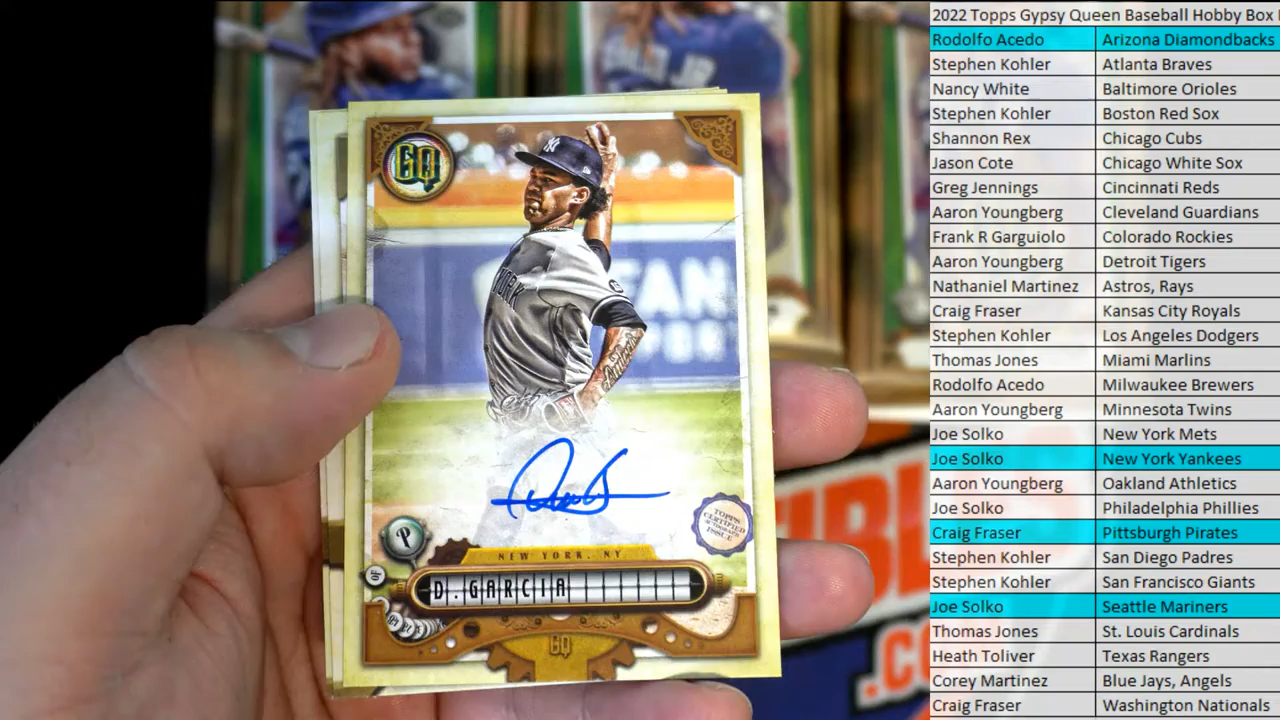 GQ
FAN
YORK
TOPPS
CERTIFIED
AUTOGRAPH
ISSUE
P
NEW YORK, NY
D.GARCIA
GQ
.CO
2022 Topps Gypsy Queen Baseball Hobby Box
Rodolfo Acedo Arizona Diamondbacks
Stephen Kohler Atlanta Braves
Nancy White Baltimore Orioles
Stephen Kohler Boston Red Sox
Shannon Rex Chicago Cubs
Jason Cote Chicago White Sox
Greg Jennings Cincinnati Reds
Aaron Youngberg Cleveland Guardians
Frank R Garguiolo Colorado Rockies
Aaron Youngberg Detroit Tigers
Nathaniel Martinez Astros, Rays
Craig Fraser Kansas City Royals
Stephen Kohler Los Angeles Dodgers
Thomas Jones Miami Marlins
Rodolfo Acedo Milwaukee Brewers
Aaron Youngberg Minnesota Twins
Joe Solko New York Mets
Joe Solko New York Yankees
Aaron Youngberg Oakland Athletics
Joe Solko Philadelphia Phillies
Craig Fraser Pittsburgh Pirates
Stephen Kohler San Diego Padres
Stephen Kohler San Francisco Giants
Joe Solko Seattle Mariners
Thomas Jones St. Louis Cardinals
Heath Toliver Texas Rangers
Corey Martinez Blue Jays, Angels
Craig Fraser Washington Nationals